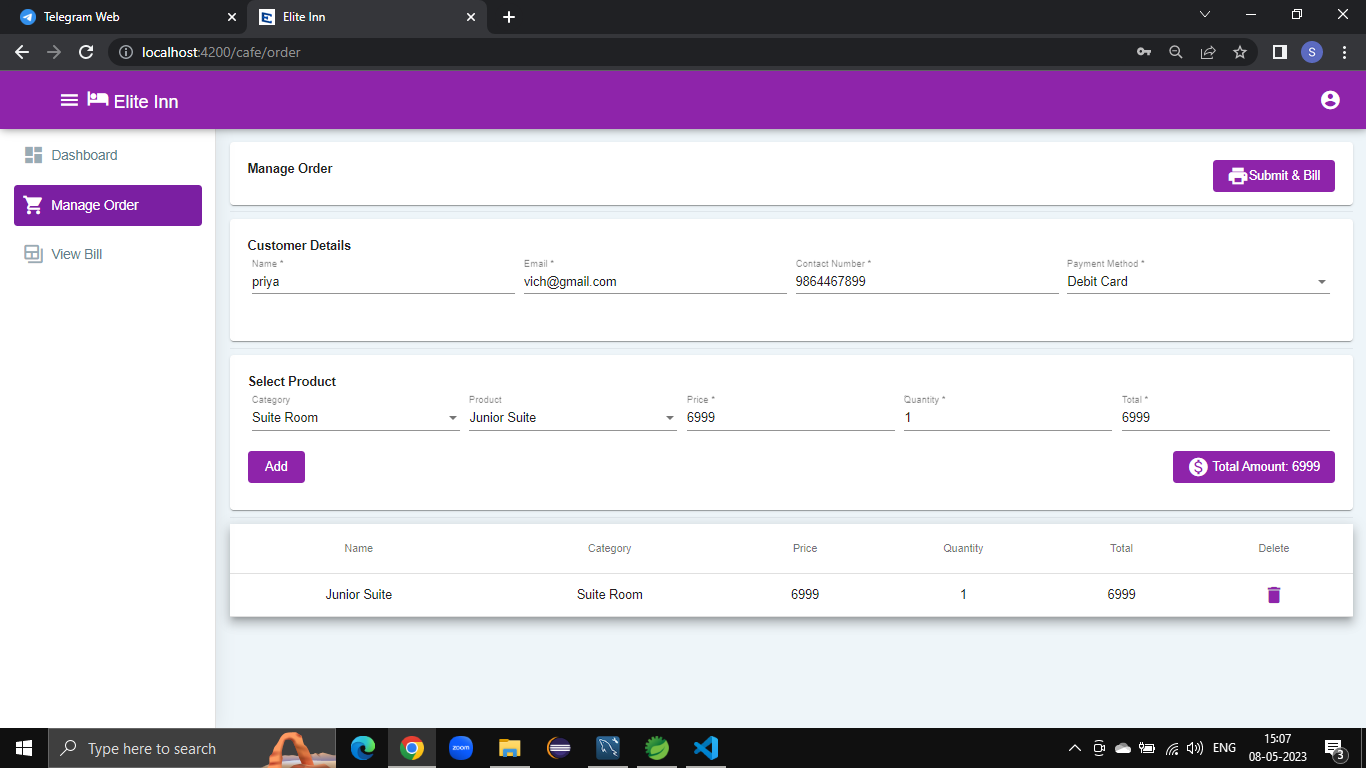 Telegram Web
Elite Inn
localhost:4200/cafe/order
S
Elite Inn
Dashboard
Manage Order
View Bill
Manage Order
Submit & Bill
Customer Details
Name * Email * Contact Number * Payment Method *
priya vich@gmail.com 9864467899 Debit Card
Select Product
Category Product Price * Quantity * Total *
Suite Room Junior Suite 6999 1 6999
Add
$ Total Amount: 6999
Name Category Price Quantity Total Delete
Junior Suite Suite Room 6999 1 6999
Type here to search
zoom
ENG
15:07
08-05-2023
3